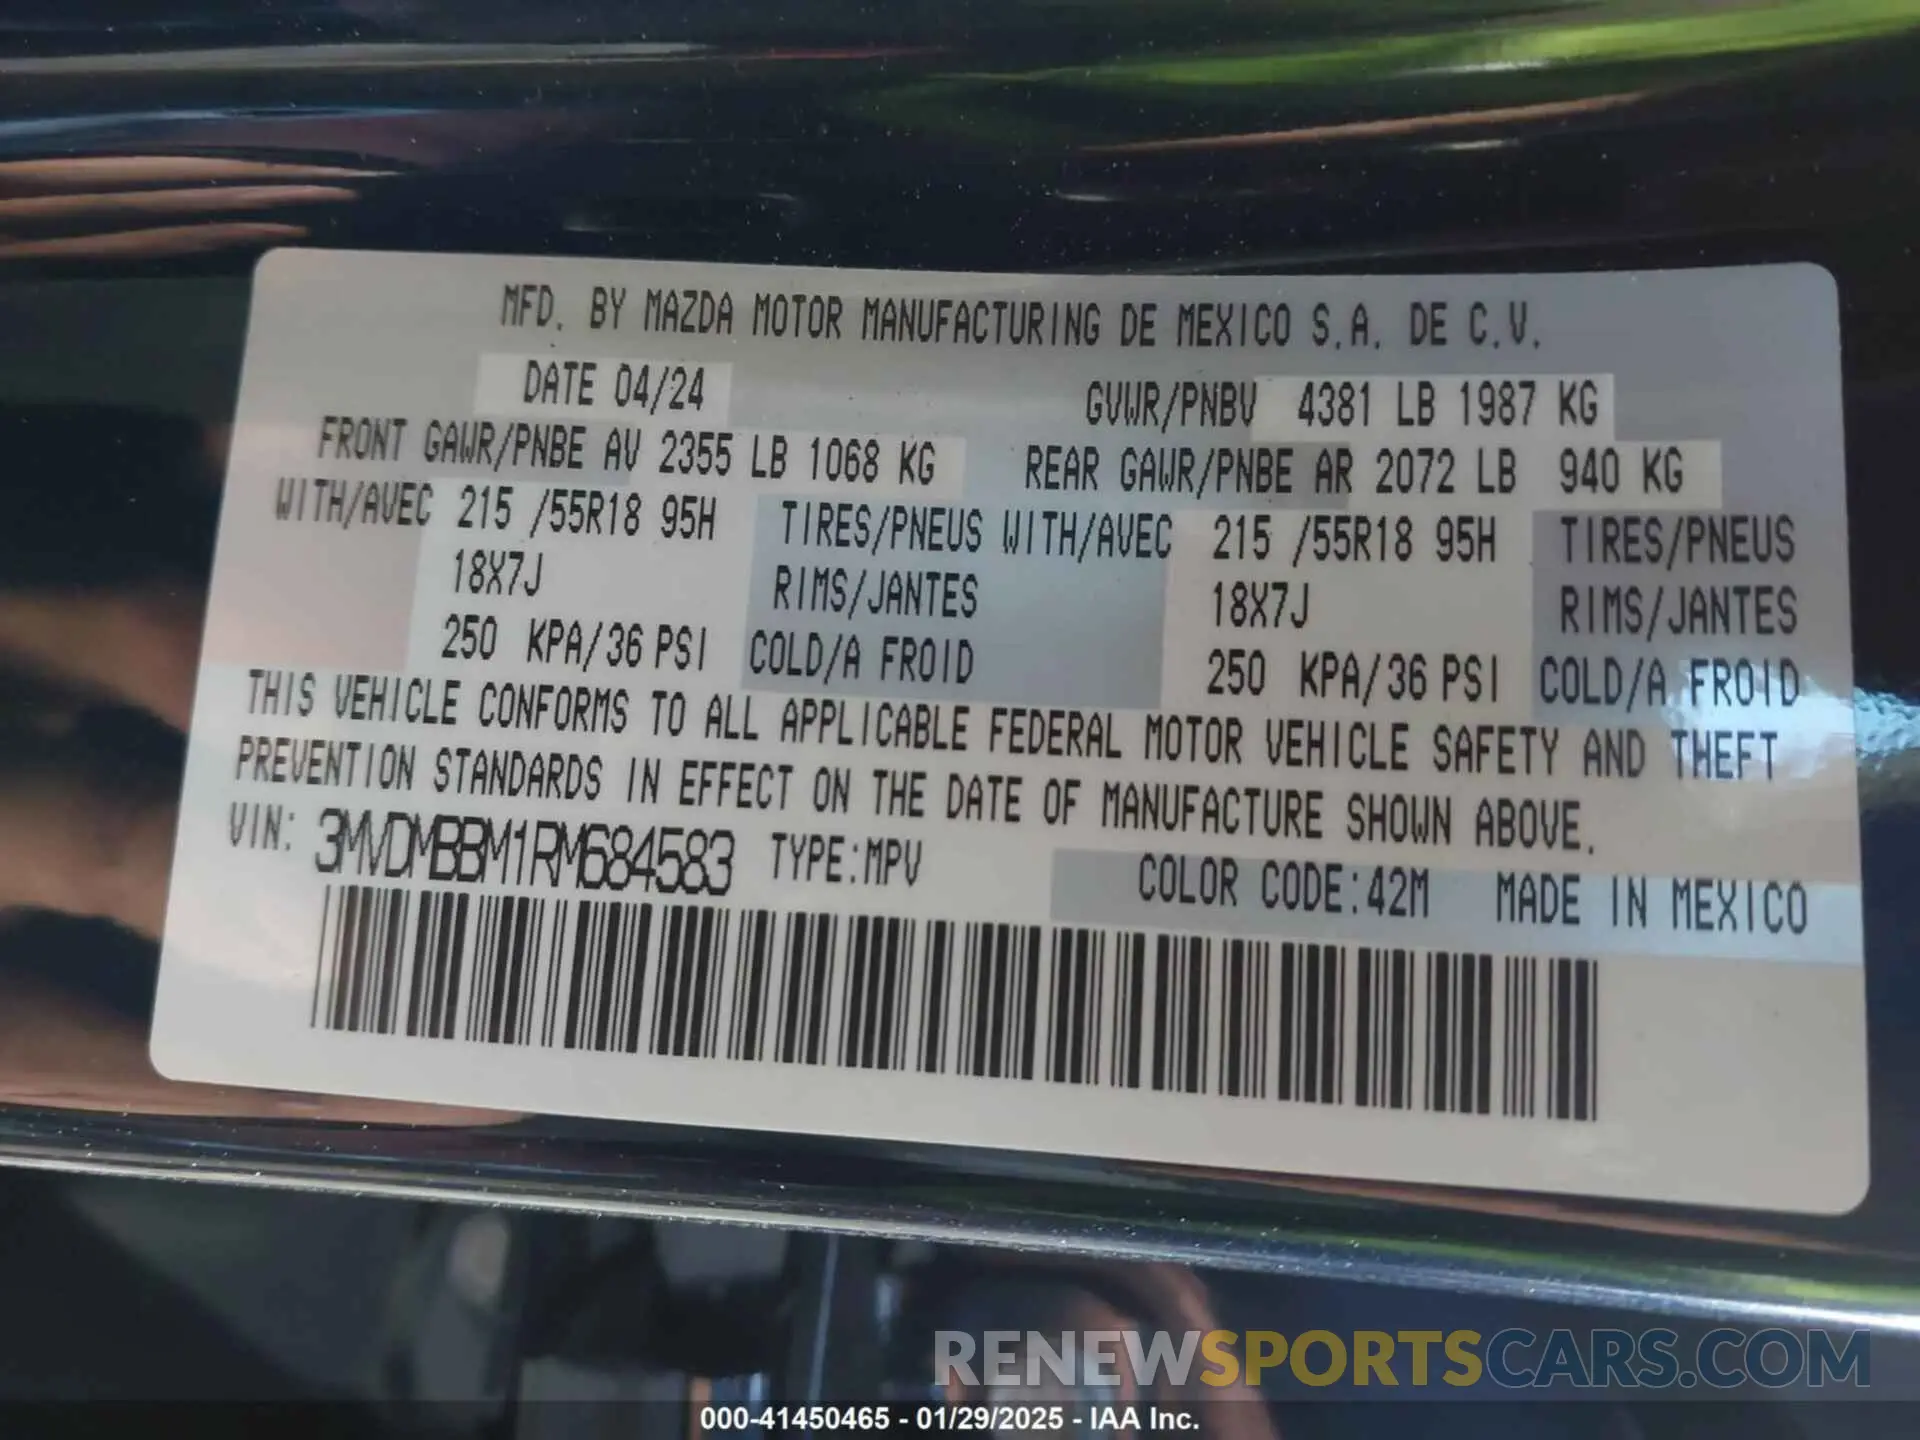 MFD. BY MAZDA MOTOR MANUFACTURING DE MEXICO S.A. DE C.V.
DATE 04/24 GVWR/PNBV 4381 LB 1987 KG
FRONT GAWR/PNBE AV 2355 LB 1068 KG REAR GAWR/PNBE AR 2072 LB 940 KG
WITH/AVEC 215 /55R18 95H TIRES/PNEUS WITH/AVEC 215 /55R18 95H TIRES/PNEUS
18X7J RIMS/JANTES 18X7J RIMS/JANTES
250 KPA/36 PSI COLD/A FROID 250 KPA/36 PSI COLD/A FROID
THIS VEHICLE CONFORMS TO ALL APPLICABLE FEDERAL MOTOR VEHICLE SAFETY AND THEFT
PREVENTION STANDARDS IN EFFECT ON THE DATE OF MANUFACTURE SHOWN ABOVE.
VIN: 3MVDMBBM1RM684583 TYPE:MPV COLOR CODE:42M MADE IN MEXICO
RENEWSPORTSCARS.COM
000-41450465 - 01/29/2025 - IAA Inc.